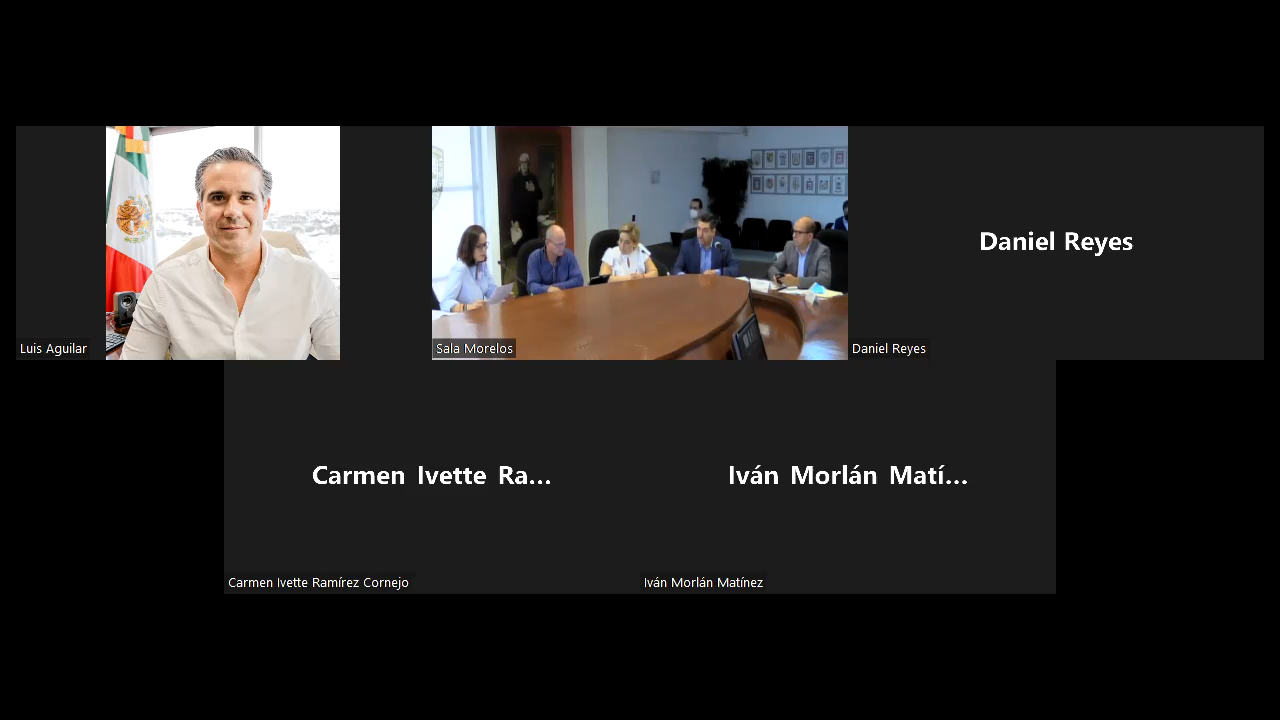 Luis Aguilar
Sala Morelos
Daniel Reyes
Daniel Reyes
Carmen Ivette Ra...
Iván Morlán Matí...
Carmen Ivette Ramírez Cornejo
Iván Morlán Matínez